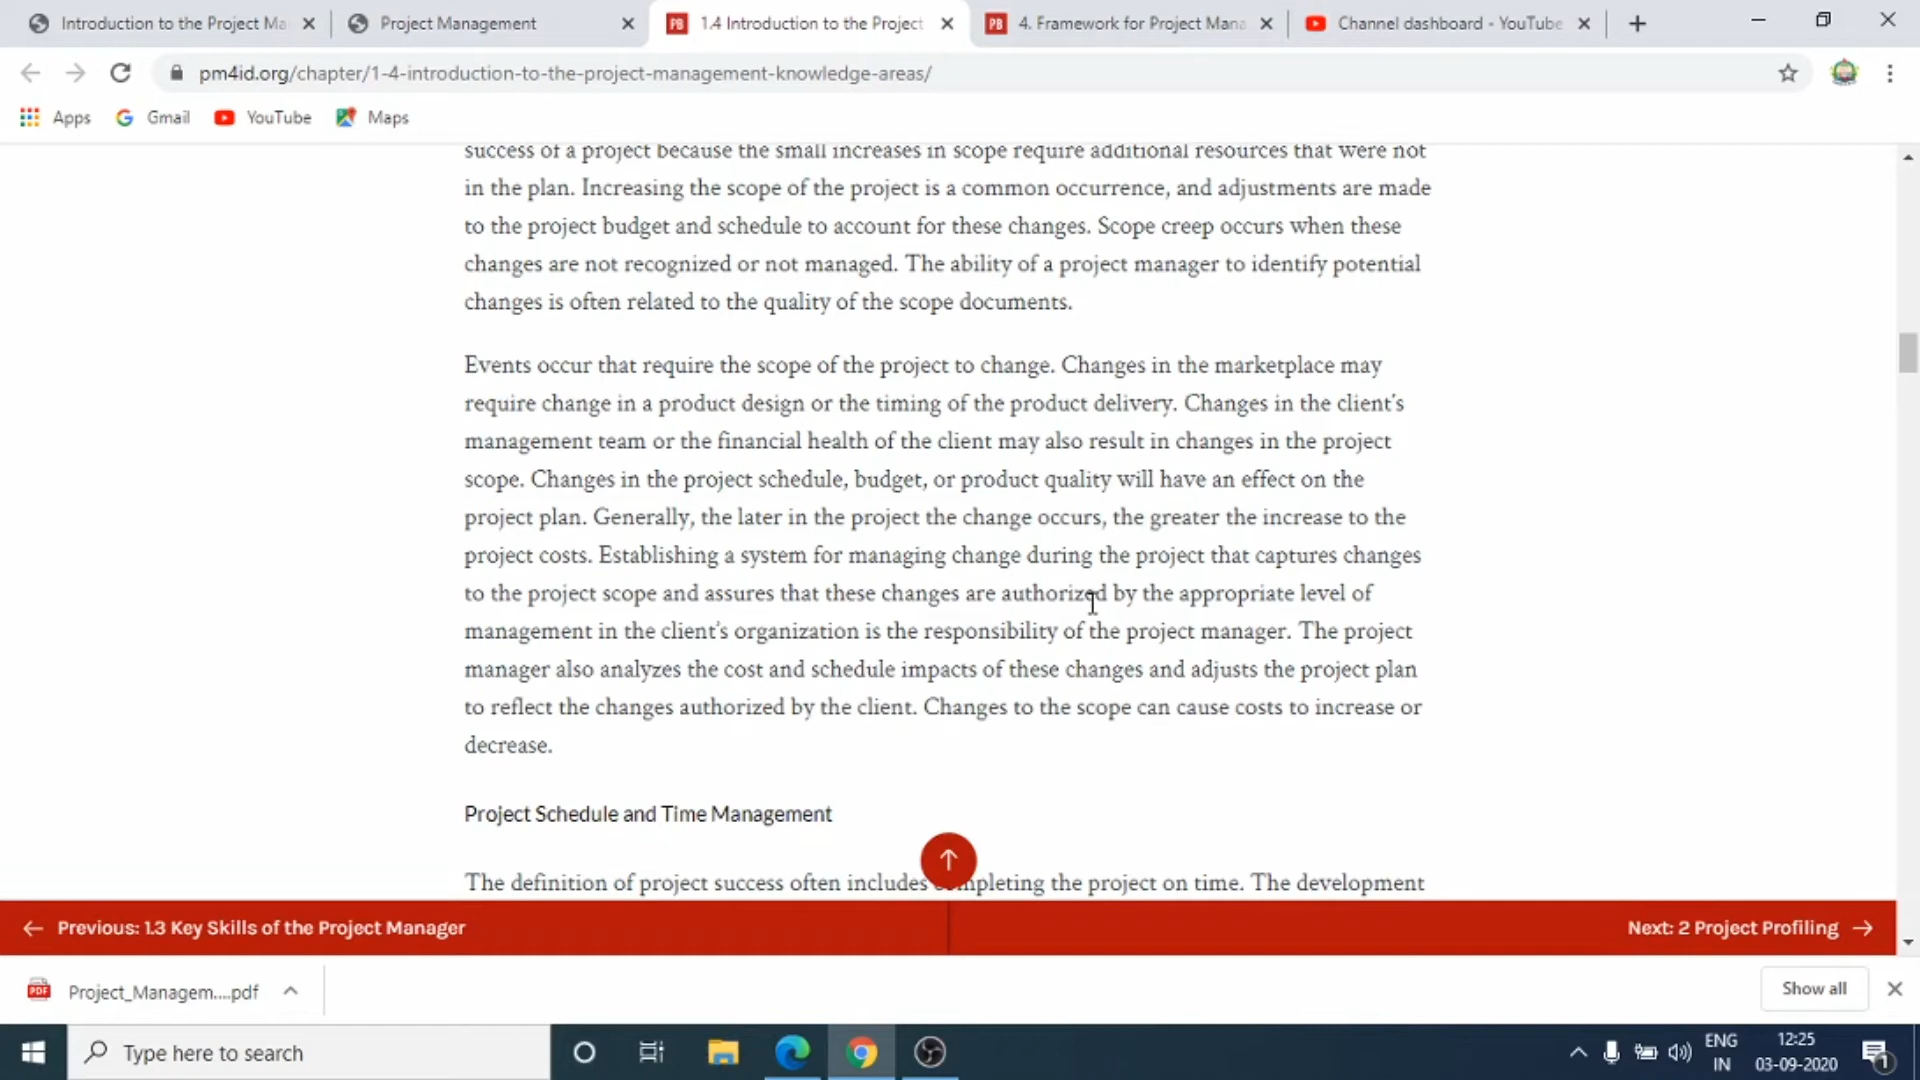 Introduction to the Project Ma
Project Management
1.4 Introduction to the Project
4. Framework for Project Mana
Channel dashboard - YouTube
pm4id.org/chapter/1-4-introduction-to-the-project-management-knowledge-areas/
Apps
Gmail
YouTube
Maps
success of a project because the small increases in scope require additional resources that were not
in the plan. Increasing the scope of the project is a common occurrence, and adjustments are made
to the project budget and schedule to account for these changes. Scope creep occurs when these
changes are not recognized or not managed. The ability of a project manager to identify potential
changes is often related to the quality of the scope documents.
Events occur that require the scope of the project to change. Changes in the marketplace may
require change in a product design or the timing of the product delivery. Changes in the client's
management team or the financial health of the client may also result in changes in the project
scope. Changes in the project schedule, budget, or product quality will have an effect on the
project plan. Generally, the later in the project the change occurs, the greater the increase to the
project costs. Establishing a system for managing change during the project that captures changes
to the project scope and assures that these changes are authorized by the appropriate level of
management in the client's organization is the responsibility of the project manager. The project
manager also analyzes the cost and schedule impacts of these changes and adjusts the project plan
to reflect the changes authorized by the client. Changes to the scope can cause costs to increase or
decrease.
Project Schedule and Time Management
The definition of project success often includes completing the project on time. The development
Previous: 1.3 Key Skills of the Project Manager
Next: 2 Project Profiling
PDF
Project_Managem....pdf
Show all
Type here to search
ENG
IN
12:25
03-09-2020
1